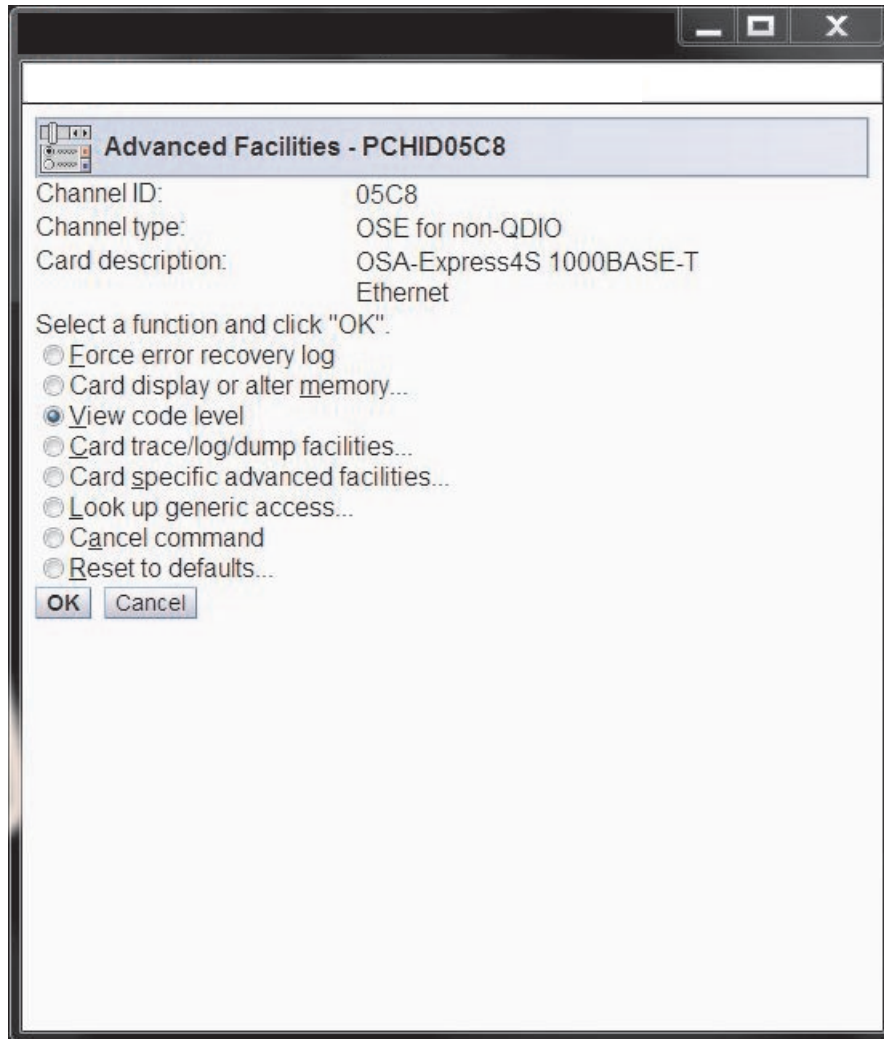 Advanced Facilities - PCHID05C8
Channel ID: 05C8
Channel type: OSE for non-QDIO
Card description: OSA-Express4S 1000BASE-T
Ethernet
Select a function and click "OK".
Force error recovery log
Card display or alter memory...
View code level
Card trace/log/dump facilities...
Card specific advanced facilities...
Look up generic access...
Cancel command
Reset to defaults...
OK Cancel